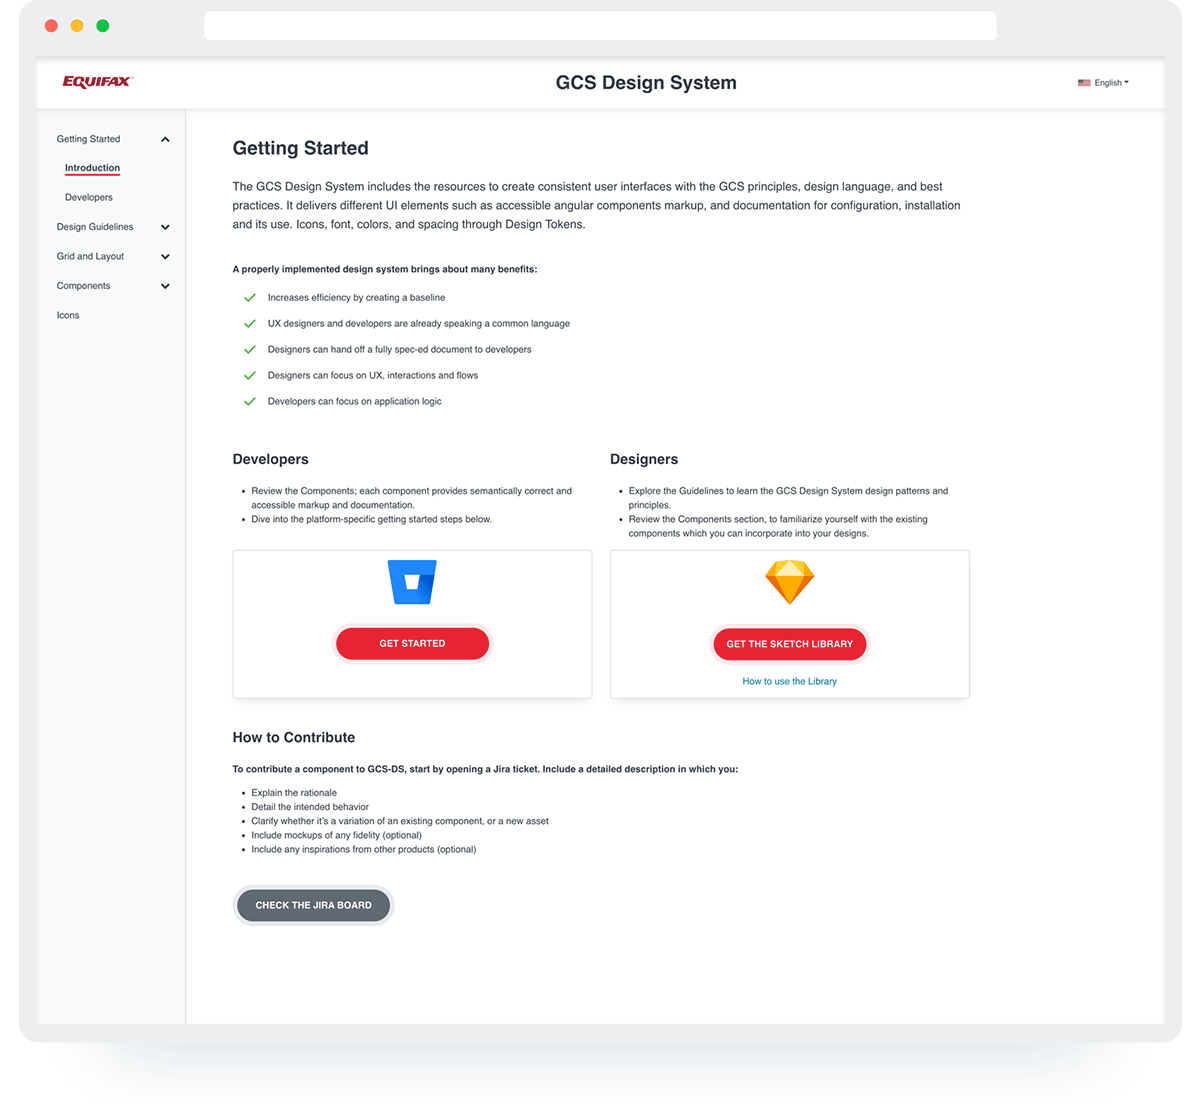 EQUIFAX
GCS Design System
English
Getting Started
Introduction
Developers
Design Guidelines
Grid and Layout
Components
Icons
Getting Started
The GCS Design System includes the resources to create consistent user interfaces with the GCS principles, design language, and best
practices. It delivers different UI elements such as accessible angular components markup, and documentation for configuration, installation
and its use. Icons, font, colors, and spacing through Design Tokens.
A properly implemented design system brings about many benefits:
Increases efficiency by creating a baseline
UX designers and developers are already speaking a common language
Designers can hand off a fully spec-ed document to developers
Designers can focus on UX, interactions and flows
Developers can focus on application logic
Developers
• Review the Components; each component provides semantically correct and
accessible markup and documentation.
• Dive into the platform-specific getting started steps below.
GET STARTED
Designers
• Explore the Guidelines to learn the GCS Design System design patterns and
principles.
• Review the Components section, to familiarize yourself with the existing
components which you can incorporate into your designs.
GET THE SKETCH LIBRARY
How to use the Library
How to Contribute
To contribute a component to GCS-DS, start by opening a Jira ticket. Include a detailed description in which you:
• Explain the rationale
• Detail the intended behavior
• Clarify whether it's a variation of an existing component, or a new asset
• Include mockups of any fidelity (optional)
• Include any inspirations from other products (optional)
CHECK THE JIRA BOARD